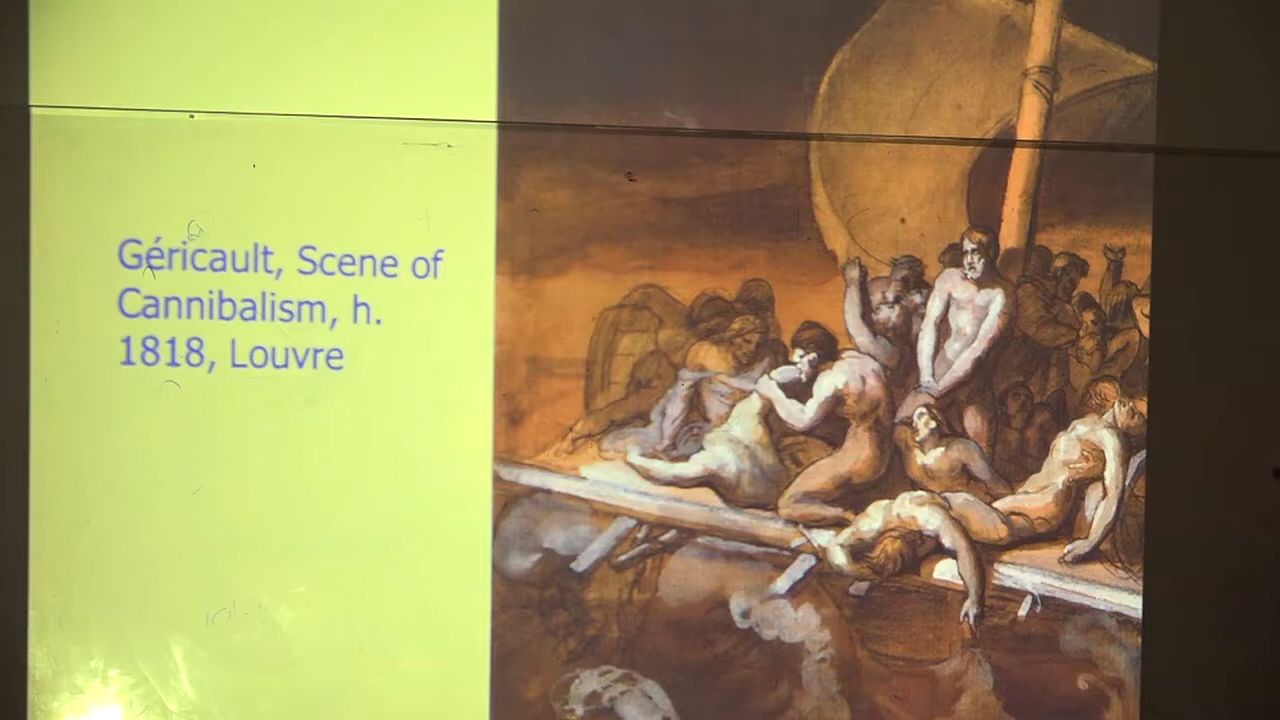 Géricault, Scene of
Cannibalism, h.
1818, Louvre